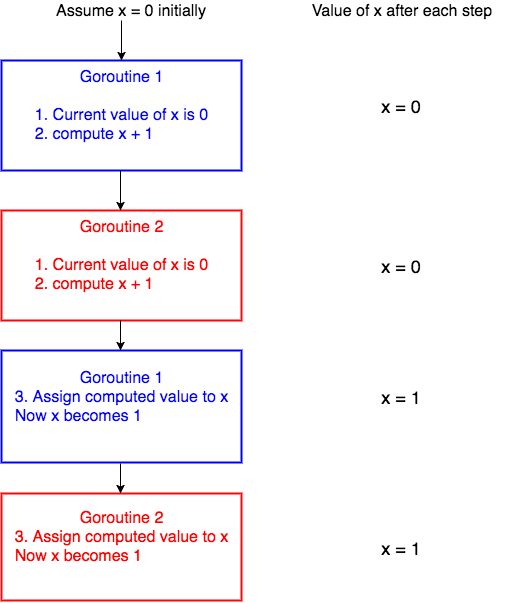 Assume x = 0 initially
Value of x after each step
Goroutine 1
1. Current value of x is 0
2. compute x + 1
x = 0
Goroutine 2
1. Current value of x is 0
2. compute x + 1
x = 0
Goroutine 1
3. Assign computed value to x
Now x becomes 1
x = 1
Goroutine 2
3. Assign computed value to x
Now x becomes 1
x = 1